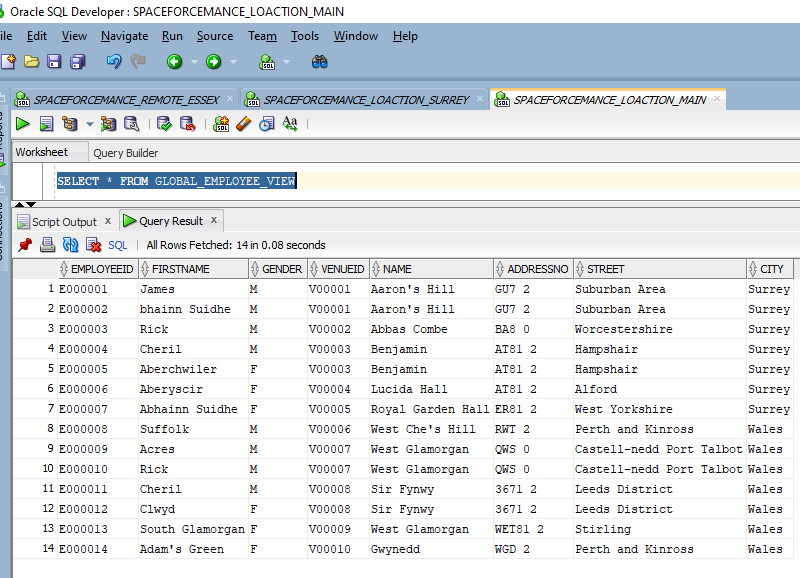 Oracle SQL Developer : SPACEFORCEMANCE_LOACTION_MAIN
ile Edit View Navigate Run Source Team Tools Window Help
SPACEFORCEMANCE_REMOTE_ESSEX SPACEFORCEMANCE_LOACTION_SURREY SPACEFORCEMANCE_LOACTION_MAIN
Worksheet Query Builder
SELECT * FROM GLOBAL_EMPLOYEE_VIEW
Script Output x Query Result x
SQL | All Rows Fetched: 14 in 0.08 seconds
EMPLOYEEID FIRSTNAME GENDER VENUEID NAME ADDRESSNO STREET CITY
1 E000001 James M V00001 Aaron's Hill GU7 2 Suburban Area Surrey
2 E000002 bhainn Suidhe M V00001 Aaron's Hill GU7 2 Suburban Area Surrey
3 E000003 Rick M V00002 Abbas Combe BA8 0 Worcestershire Surrey
4 E000004 Cheril M V00003 Benjamin AT81 2 Hampshair Surrey
5 E000005 Aberchwiler F V00003 Benjamin AT81 2 Hampshair Surrey
6 E000006 Aberyscir F V00004 Lucida Hall AT81 2 Alford Surrey
7 E000007 Abhainn Suidhe F V00005 Royal Garden Hall ER81 2 West Yorkshire Surrey
8 E000008 Suffolk M V00006 West Che's Hill RWT 2 Perth and Kinross Wales
9 E000009 Acres M V00007 West Glamorgan QWS 0 Castell-nedd Port Talbot Wales
10 E000010 Rick M V00007 West Glamorgan QWS 0 Castell-nedd Port Talbot Wales
11 E000011 Cheril M V00008 Sir Fynwy 3671 2 Leeds District Wales
12 E000012 Clwyd F V00008 Sir Fynwy 3671 2 Leeds District Wales
13 E000013 South Glamorgan F V00009 West Glamorgan WET81 2 Stirling Wales
14 E000014 Adam's Green F V00010 Gwynedd WGD 2 Perth and Kinross Wales